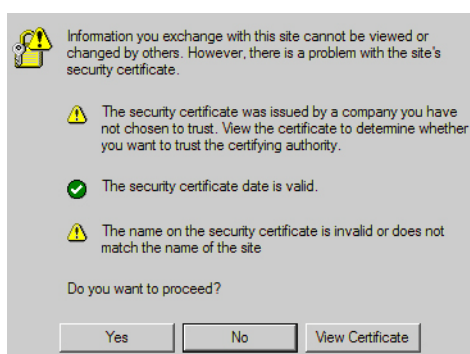 Information you exchange with this site cannot be viewed or
changed by others. However, there is a problem with the site's
security certificate.
The security certificate was issued by a company you have
not chosen to trust. View the certificate to determine whether
you want to trust the certifying authority.
The security certificate date is valid.
The name on the security certificate is invalid or does not
match the name of the site
Do you want to proceed?
Yes No View Certificate